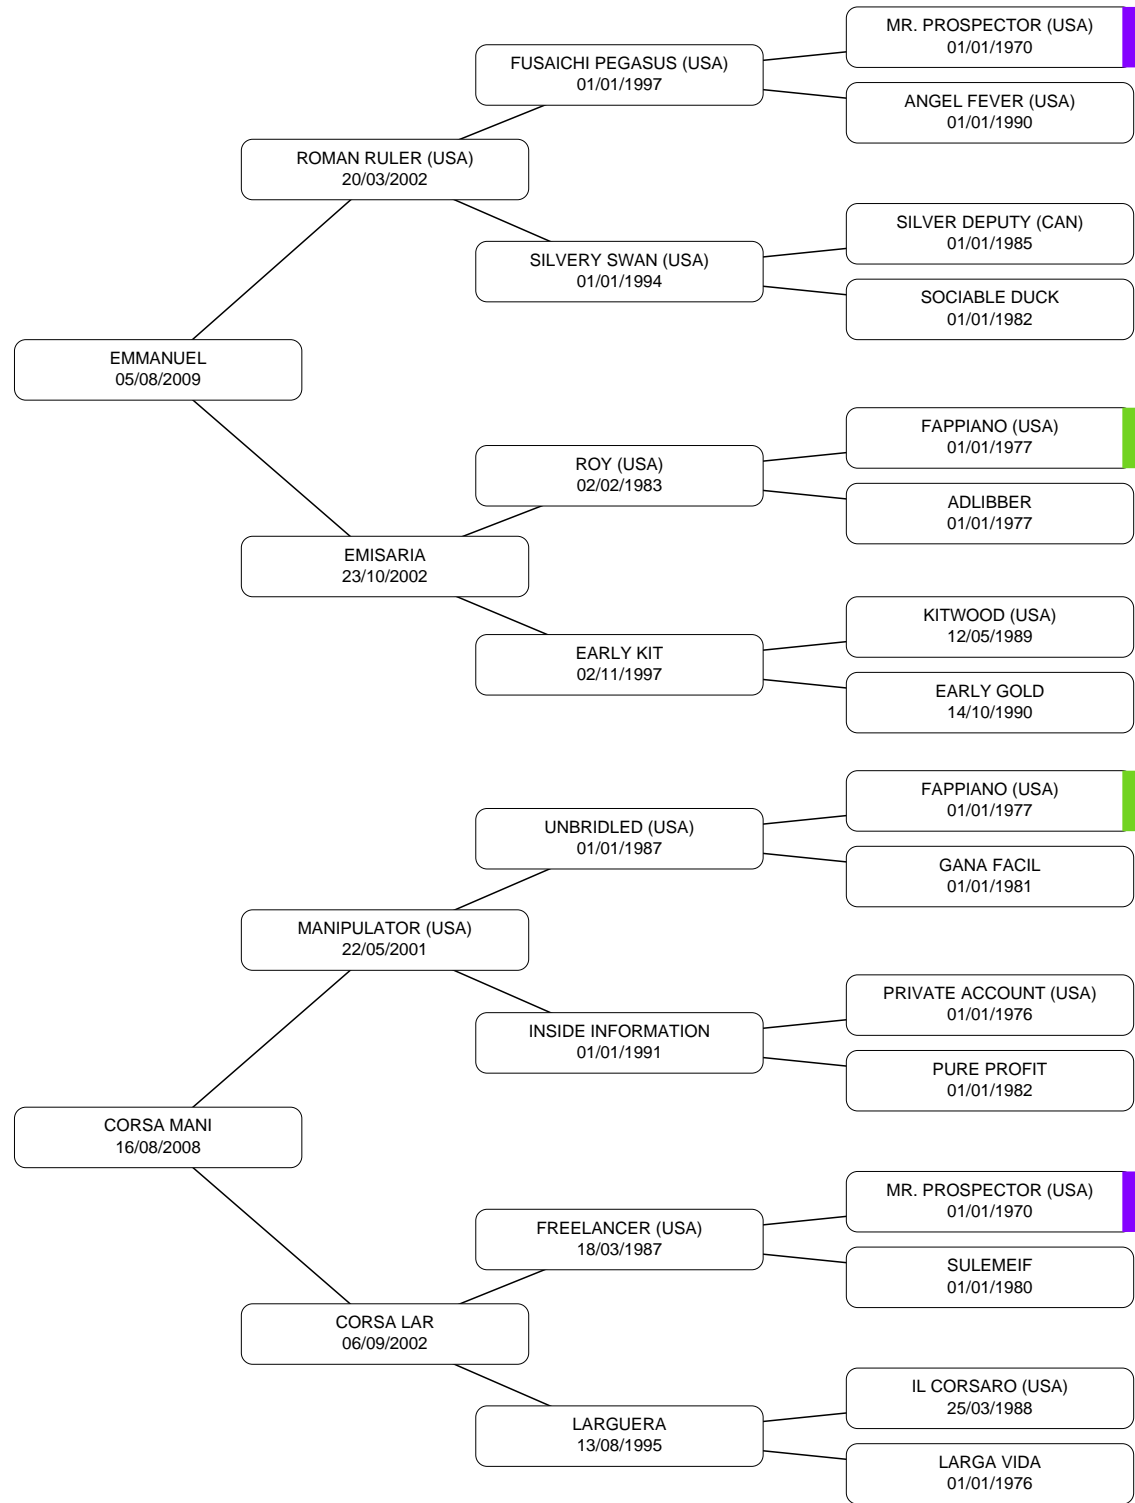 MR. PROSPECTOR (USA)
01/01/1970
FUSAICHI PEGASUS (USA)
01/01/1997
ANGEL FEVER (USA)
01/01/1990
ROMAN RULER (USA)
20/03/2002
SILVER DEPUTY (CAN)
01/01/1985
SILVERY SWAN (USA)
01/01/1994
SOCIABLE DUCK
01/01/1982
EMMANUEL
05/08/2009
FAPPIANO (USA)
01/01/1977
ROY (USA)
02/02/1983
ADLIBBER
01/01/1977
EMISARIA
23/10/2002
KITWOOD (USA)
12/05/1989
EARLY KIT
02/11/1997
EARLY GOLD
14/10/1990
FAPPIANO (USA)
01/01/1977
UNBRIDLED (USA)
01/01/1987
GANA FACIL
01/01/1981
MANIPULATOR (USA)
22/05/2001
PRIVATE ACCOUNT (USA)
01/01/1976
INSIDE INFORMATION
01/01/1991
PURE PROFIT
01/01/1982
CORSA MANI
16/08/2008
MR. PROSPECTOR (USA)
01/01/1970
FREELANCER (USA)
18/03/1987
SULEMEIF
01/01/1980
CORSA LAR
06/09/2002
IL CORSARO (USA)
25/03/1988
LARGUERA
13/08/1995
LARGA VIDA
01/01/1976